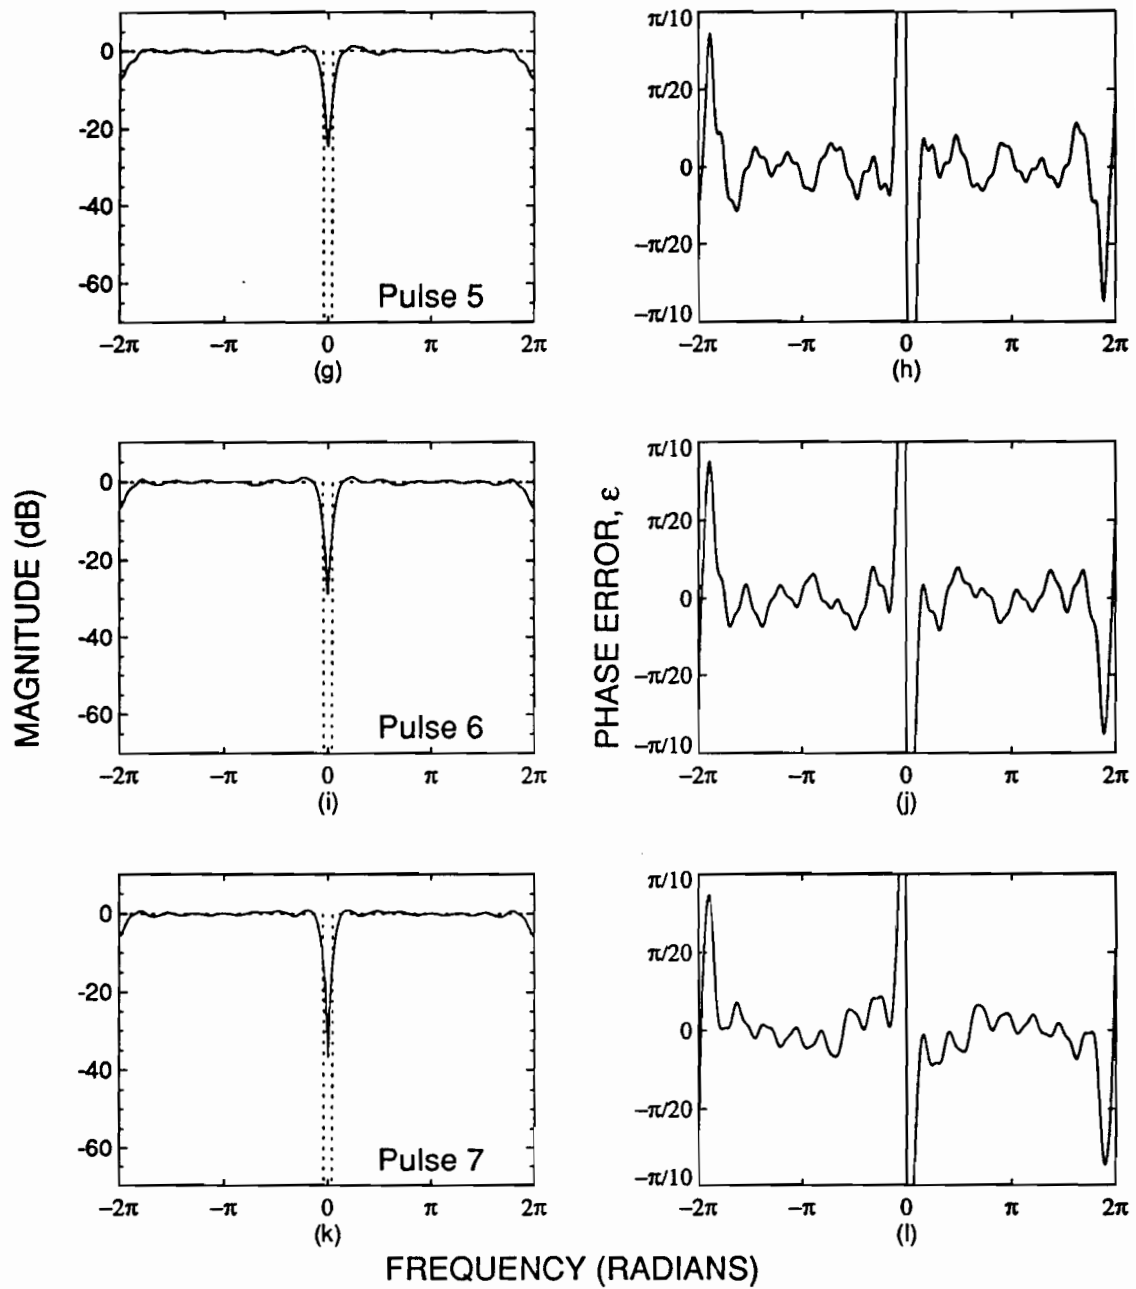 0
-20
-40
-60
Pulse 5
−2π −π 0 π 2π
(g)
π/10
π/20
0
−π/20
−π/10
−2π −π 0 π 2π
(h)
MAGNITUDE (dB)
0
-20
-40
-60
Pulse 6
−2π −π 0 π 2π
(i)
PHASE ERROR, ε
π/10
π/20
0
−π/20
−π/10
−2π −π 0 π 2π
(j)
0
-20
-40
-60
Pulse 7
−2π −π 0 π 2π
(k)
π/10
π/20
0
−π/20
−π/10
−2π −π 0 π 2π
(l)
FREQUENCY (RADIANS)